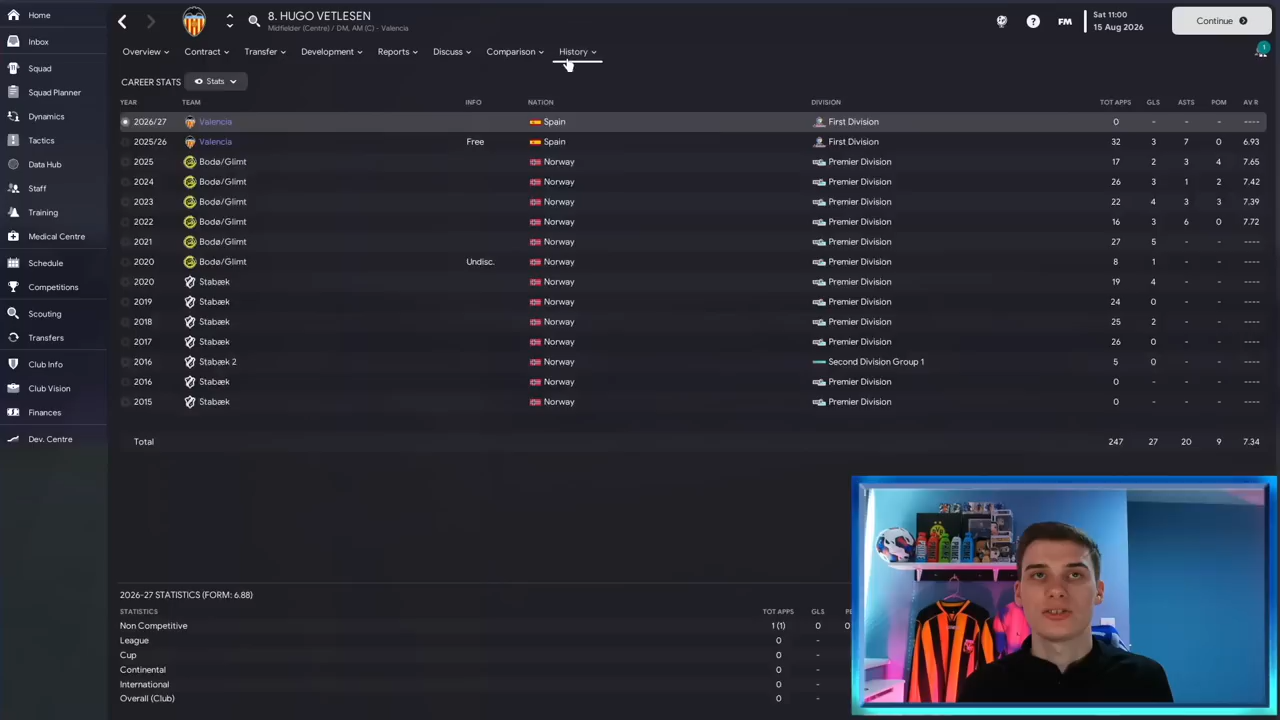 Home
Inbox
Squad
Squad Planner
Dynamics
Tactics
Data Hub
Staff
Training
Medical Centre
Schedule
Competitions
Scouting
Transfers
Club Info
Club Vision
Finances
Dev. Centre
8. HUGO VETLESEN
Midfielder (Centre) / DM, AM (C) - Valencia
? FM Sat 11:00
15 Aug 2026
Continue
Overview Contract Transfer Development Reports Discuss Comparison History
1
CAREER STATS Stats
YEAR TEAM INFO NATION DIVISION TOT APPS GLS ASTS POM AV R
2026/27 Valencia Spain First Division 0 - - - ----
2025/26 Valencia Free Spain First Division 32 3 7 0 6.93
2025 Bodø/Glimt Norway Premier Division 17 2 3 4 7.65
2024 Bodø/Glimt Norway Premier Division 26 3 1 2 7.42
2023 Bodø/Glimt Norway Premier Division 22 4 3 3 7.39
2022 Bodø/Glimt Norway Premier Division 16 3 6 0 7.72
2021 Bodø/Glimt Norway Premier Division 27 5 - - ----
2020 Bodø/Glimt Undisc. Norway Premier Division 8 1 - - ----
2020 Stabæk Norway Premier Division 19 4 - - ----
2019 Stabæk Norway Premier Division 24 0 - - ----
2018 Stabæk Norway Premier Division 25 2 - - ----
2017 Stabæk Norway Premier Division 26 0 - - ----
2016 Stabæk 2 Norway Second Division Group 1 5 0 - - ----
2016 Stabæk Norway Premier Division 0 - - - ----
2015 Stabæk Norway Premier Division 0 - - - ----
Total 247 27 20 9 7.34
2026-27 STATISTICS (FORM: 6.88)
STATISTICS TOT APPS GLS
Non Competitive 1 (1) 0 0
League 0 -
Cup 0 -
Continental 0 -
International 0 -
Overall (Club) 0 -